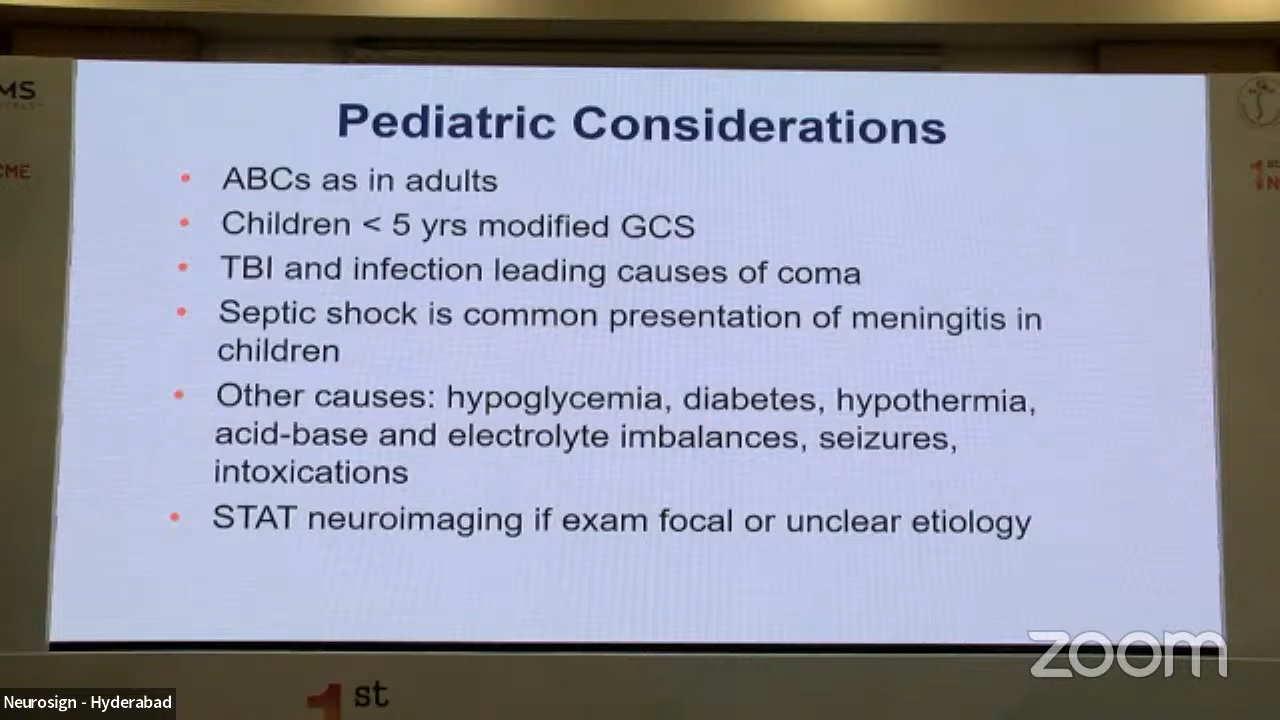 MS
CME
Pediatric Considerations
• ABCs as in adults
• Children < 5 yrs modified GCS
• TBI and infection leading causes of coma
• Septic shock is common presentation of meningitis in
children
• Other causes: hypoglycemia, diabetes, hypothermia,
acid-base and electrolyte imbalances, seizures,
intoxications
• STAT neuroimaging if exam focal or unclear etiology
1st
N
zoom
Neurosign - Hyderabad
1st